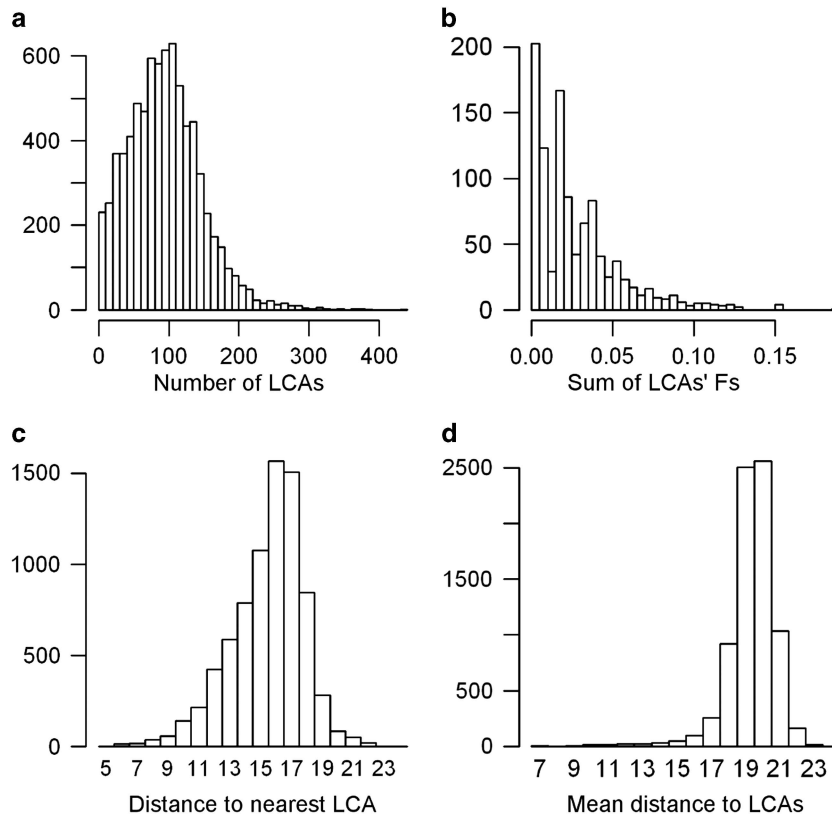 a
600
400
200
0
0 100 200 300 400
Number of LCAs
b
200
150
100
50
0
0.00 0.05 0.10 0.15
Sum of LCAs' Fs
c
1500
1000
500
0
5 7 9 11 13 15 17 19 21 23
Distance to nearest LCA
d
2500
1500
500
0
7 9 11 13 15 17 19 21 23
Mean distance to LCAs